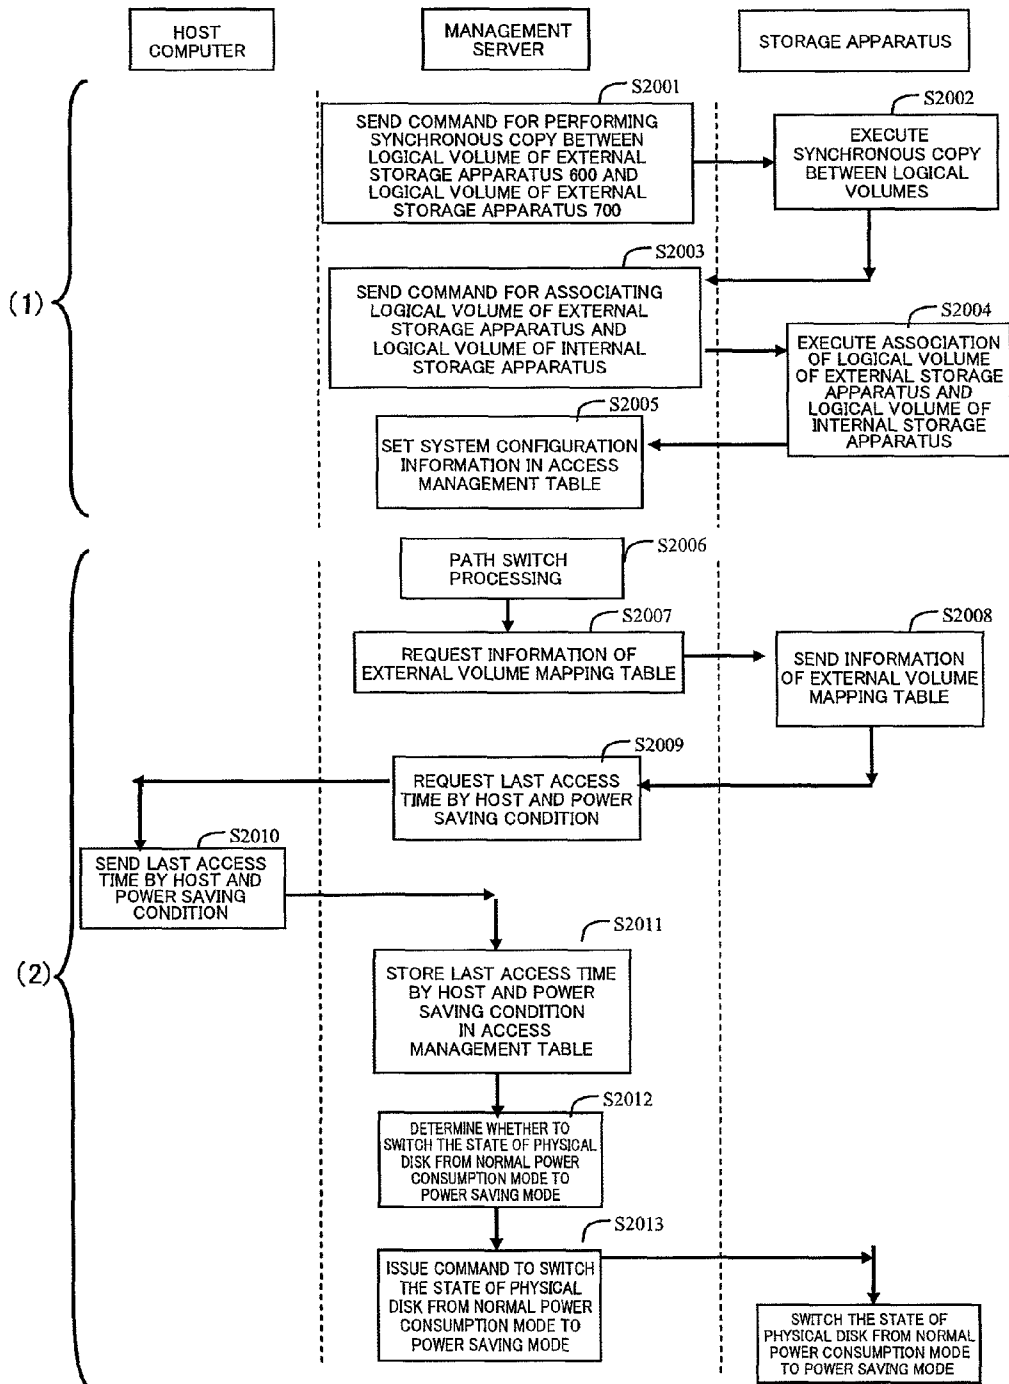 HOST
COMPUTER
MANAGEMENT
SERVER
STORAGE APPARATUS
(1)
S2001
SEND COMMAND FOR PERFORMING
SYNCHRONOUS COPY BETWEEN
LOGICAL VOLUME OF EXTERNAL
STORAGE APPARATUS 600 AND
LOGICAL VOLUME OF EXTERNAL
STORAGE APPARATUS 700
S2002
EXECUTE
SYNCHRONOUS COPY
BETWEEN LOGICAL
VOLUMES
S2003
SEND COMMAND FOR ASSOCIATING
LOGICAL VOLUME OF EXTERNAL
STORAGE APPARATUS AND
LOGICAL VOLUME OF INTERNAL
STORAGE APPARATUS
S2004
EXECUTE ASSOCIATION
OF LOGICAL VOLUME
OF EXTERNAL STORAGE
APPARATUS AND
LOGICAL VOLUME OF
INTERNAL STORAGE
APPARATUS
S2005
SET SYSTEM CONFIGURATION
INFORMATION IN ACCESS
MANAGEMENT TABLE
(2)
S2006
PATH SWITCH
PROCESSING
S2007
REQUEST INFORMATION OF
EXTERNAL VOLUME MAPPING TABLE
S2008
SEND INFORMATION
OF EXTERNAL VOLUME
MAPPING TABLE
S2009
REQUEST LAST ACCESS
TIME BY HOST AND POWER
SAVING CONDITION
S2010
SEND LAST ACCESS
TIME BY HOST AND
POWER SAVING
CONDITION
S2011
STORE LAST ACCESS TIME
BY HOST AND POWER
SAVING CONDITION
IN ACCESS
MANAGEMENT TABLE
S2012
DETERMINE WHETHER TO
SWITCH THE STATE OF PHYSICAL
DISK FROM NORMAL POWER
CONSUMPTION MODE TO
POWER SAVING MODE
S2013
ISSUE COMMAND TO SWITCH
THE STATE OF PHYSICAL
DISK FROM NORMAL POWER
CONSUMPTION MODE TO
POWER SAVING MODE
SWITCH THE STATE OF
PHYSICAL DISK FROM NORMAL
POWER CONSUMPTION MODE
TO POWER SAVING MODE